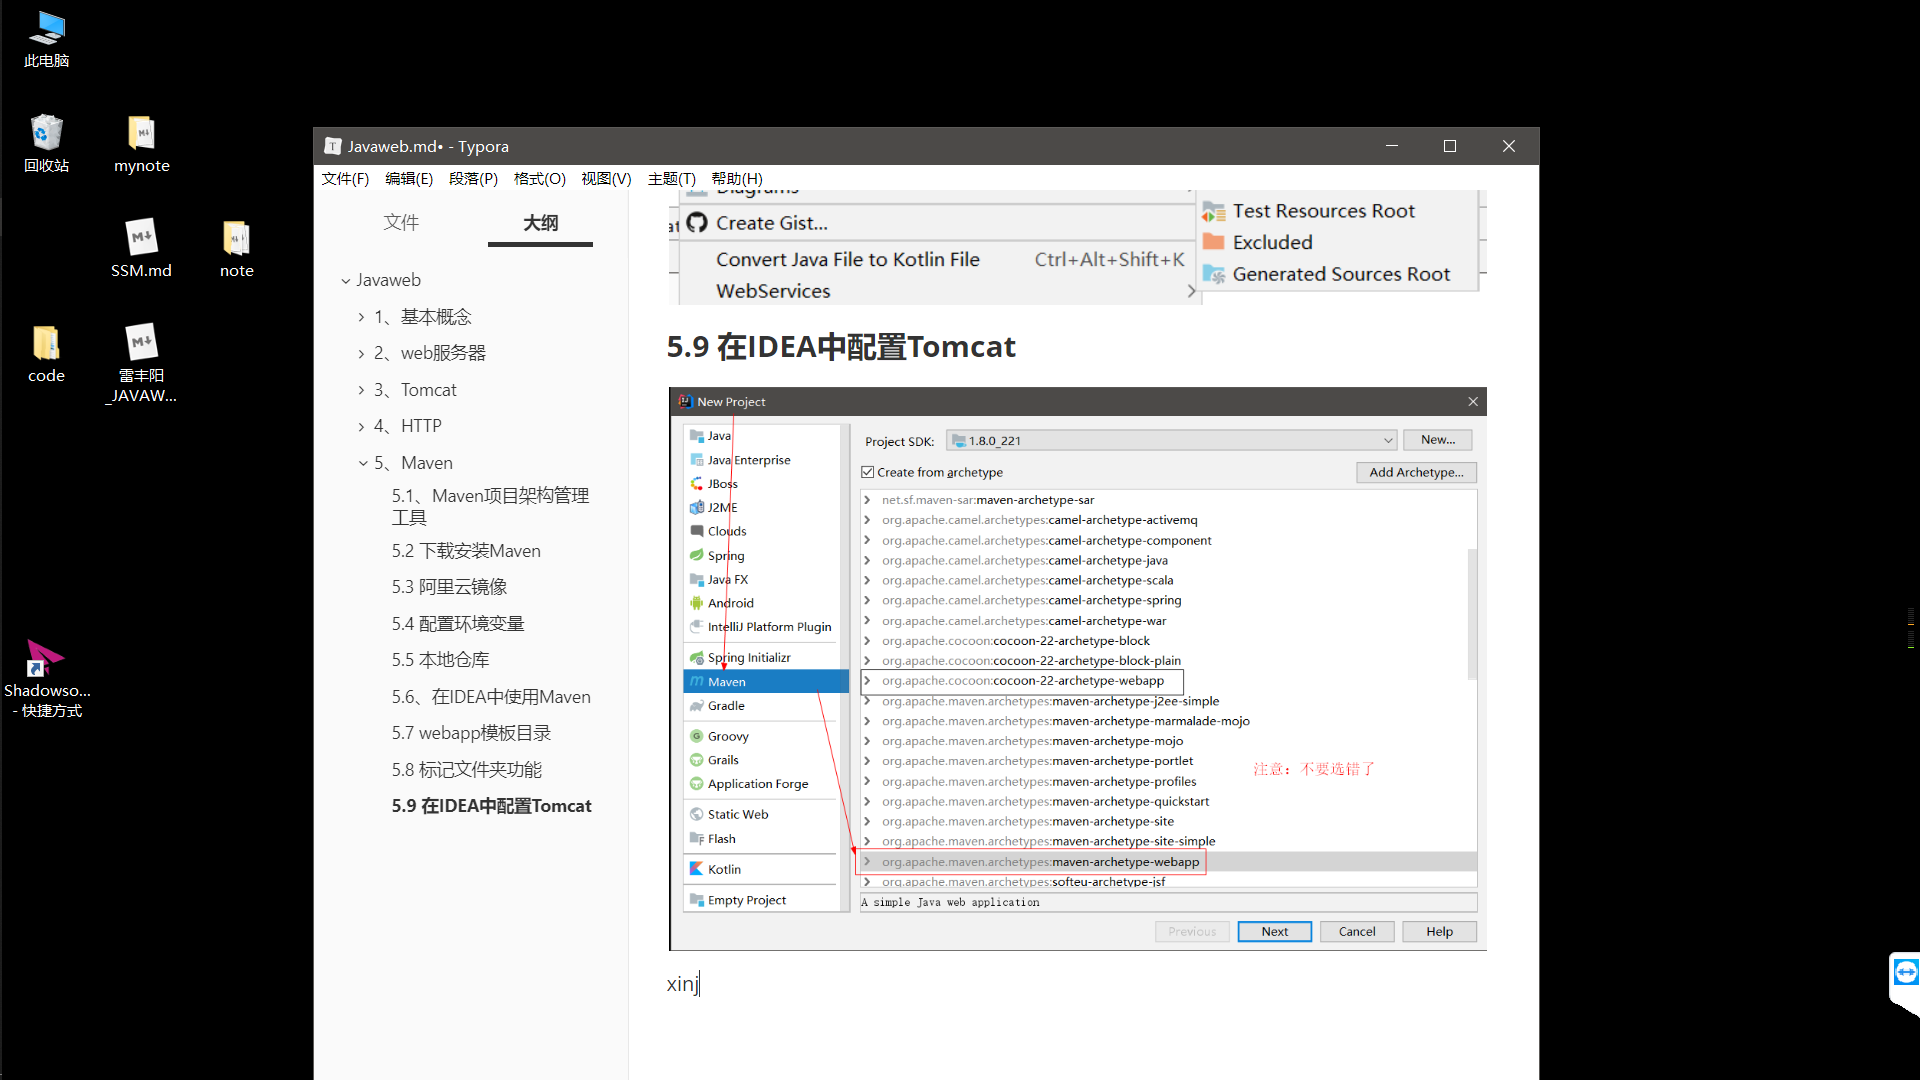 此电脑
回收站
mynote
SSM.md
note
code
雷丰阳
_JAVAW...
Shadowso...
- 快捷方式
Javaweb.md• - Typora
文件(F) 编辑(E) 段落(P) 格式(O) 视图(V) 主题(T) 帮助(H)
文件 大纲
Javaweb
1、基本概念
2、web服务器
3、Tomcat
4、HTTP
5、Maven
5.1、Maven项目架构管理
工具
5.2 下载安装Maven
5.3 阿里云镜像
5.4 配置环境变量
5.5 本地仓库
5.6、在IDEA中使用Maven
5.7 webapp模板目录
5.8 标记文件夹功能
5.9 在IDEA中配置Tomcat
Diagrams
Create Gist...
Convert Java File to Kotlin File Ctrl+Alt+Shift+K
WebServices
Test Resources Root
Excluded
Generated Sources Root
5.9 在IDEA中配置Tomcat
New Project
Java
Java Enterprise
JBoss
J2ME
Clouds
Spring
Java FX
Android
IntelliJ Platform Plugin
Spring Initializr
Maven
Gradle
Groovy
Grails
Application Forge
Static Web
Flash
Kotlin
Empty Project
Project SDK: 1.8.0_221 New...
Create from archetype Add Archetype...
net.sf.maven-sar:maven-archetype-sar
org.apache.camel.archetypes:camel-archetype-activemq
org.apache.camel.archetypes:camel-archetype-component
org.apache.camel.archetypes:camel-archetype-java
org.apache.camel.archetypes:camel-archetype-scala
org.apache.camel.archetypes:camel-archetype-spring
org.apache.camel.archetypes:camel-archetype-war
org.apache.cocoon:cocoon-22-archetype-block
org.apache.cocoon:cocoon-22-archetype-block-plain
org.apache.cocoon:cocoon-22-archetype-webapp
org.apache.maven.archetypes:maven-archetype-j2ee-simple
org.apache.maven.archetypes:maven-archetype-marmalade-mojo
org.apache.maven.archetypes:maven-archetype-mojo
org.apache.maven.archetypes:maven-archetype-portlet
org.apache.maven.archetypes:maven-archetype-profiles
org.apache.maven.archetypes:maven-archetype-quickstart
org.apache.maven.archetypes:maven-archetype-site
org.apache.maven.archetypes:maven-archetype-site-simple
org.apache.maven.archetypes:maven-archetype-webapp
org.apache.maven.archetypes:softeu-archetype-jsf
注意：不要选错了
A simple Java web application
Previous Next Cancel Help
xinj